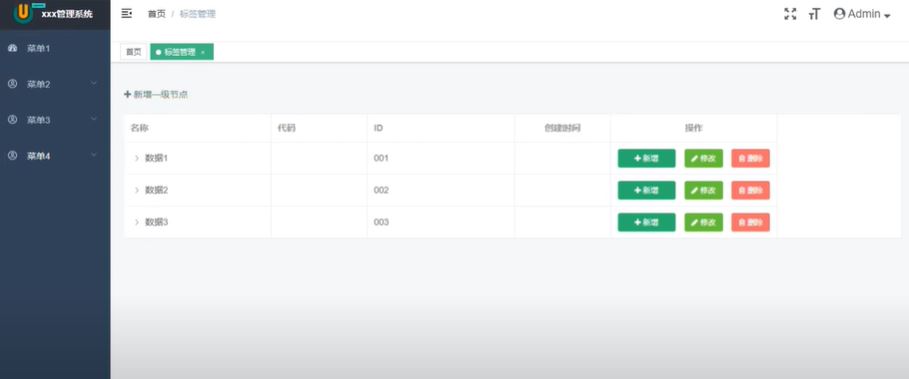 xxx管理系统
首页 / 标签管理
Admin
首页
标签管理 ×
菜单1
菜单2
菜单3
菜单4
新增一级节点
名称 代码 ID 创建时间 操作
数据1 001 新增 修改 删除
数据2 002 新增 修改 删除
数据3 003 新增 修改 删除